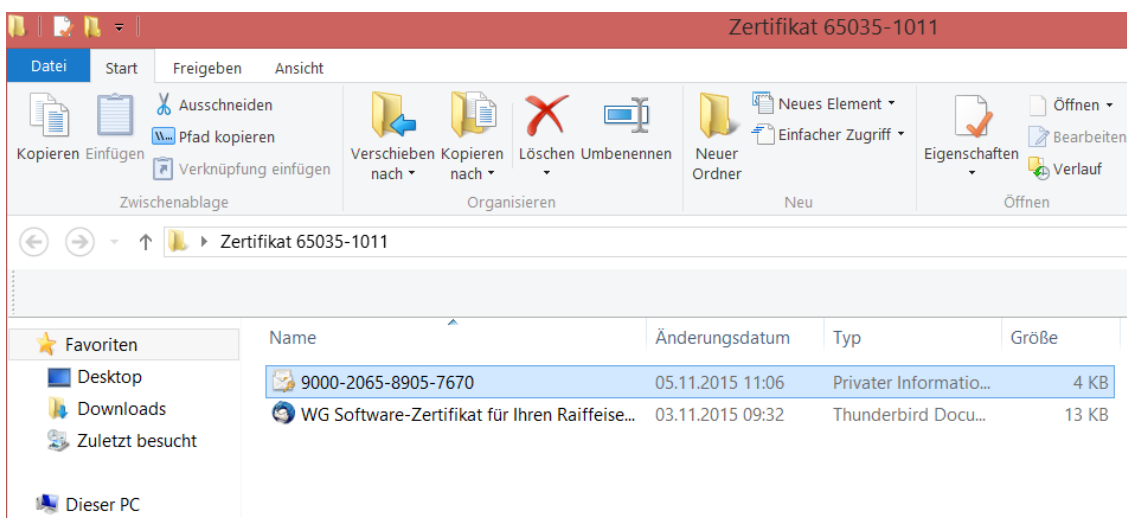 Zertifikat 65035-1011
Datei Start Freigeben Ansicht
Kopieren
Einfügen
Ausschneiden
W... Pfad kopieren
Verknüpfung einfügen
Zwischenablage
Verschieben nach
Kopieren nach
Löschen
Umbenennen
Organisieren
Neuer Ordner
Neues Element
Einfacher Zugriff
Neu
Eigenschaften
Öffnen
Bearbeiten
Verlauf
Öffnen
Zertifikat 65035-1011
Favoriten
Desktop
Downloads
Zuletzt besucht
Dieser PC
Name Änderungsdatum Typ Größe
9000-2065-8905-7670 05.11.2015 11:06 Privater Informatio... 4 KB
WG Software-Zertifikat für Ihren Raiffeise... 03.11.2015 09:32 Thunderbird Docu... 13 KB